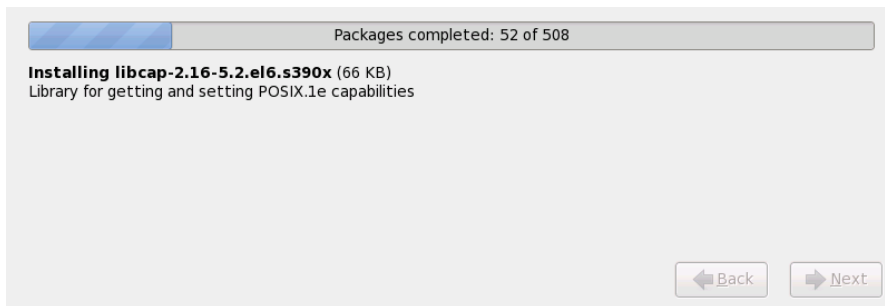 Packages completed: 52 of 508
Installing libcap-2.16-5.2.el6.s390x (66 KB)
Library for getting and setting POSIX.1e capabilities
Back
Next